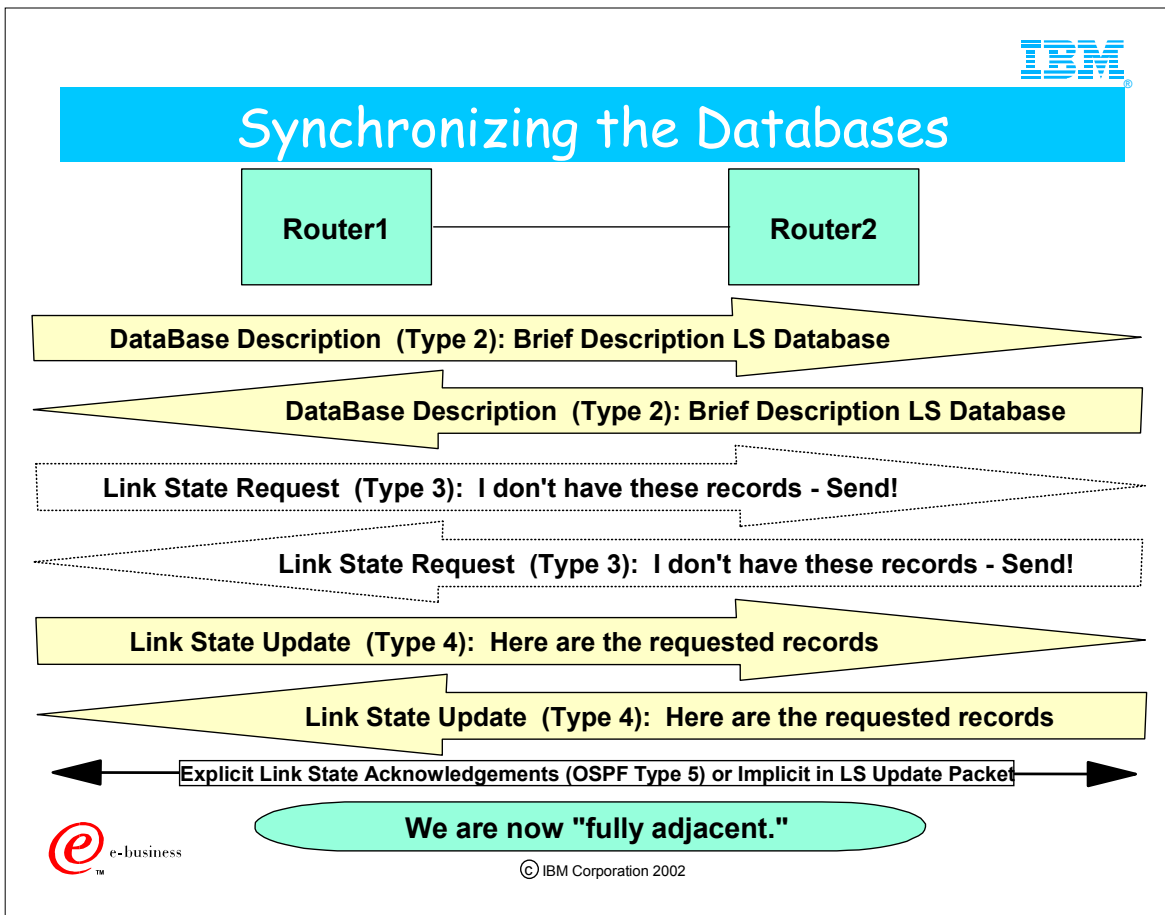 IBM®
Synchronizing the Databases
Router1
Router2
DataBase Description (Type 2): Brief Description LS Database
DataBase Description (Type 2): Brief Description LS Database
Link State Request (Type 3): I don't have these records - Send!
Link State Request (Type 3): I don't have these records - Send!
Link State Update (Type 4): Here are the requested records
Link State Update (Type 4): Here are the requested records
Explicit Link State Acknowledgements (OSPF Type 5) or Implicit in LS Update Packet
We are now "fully adjacent."
e e-business
TM
© IBM Corporation 2002